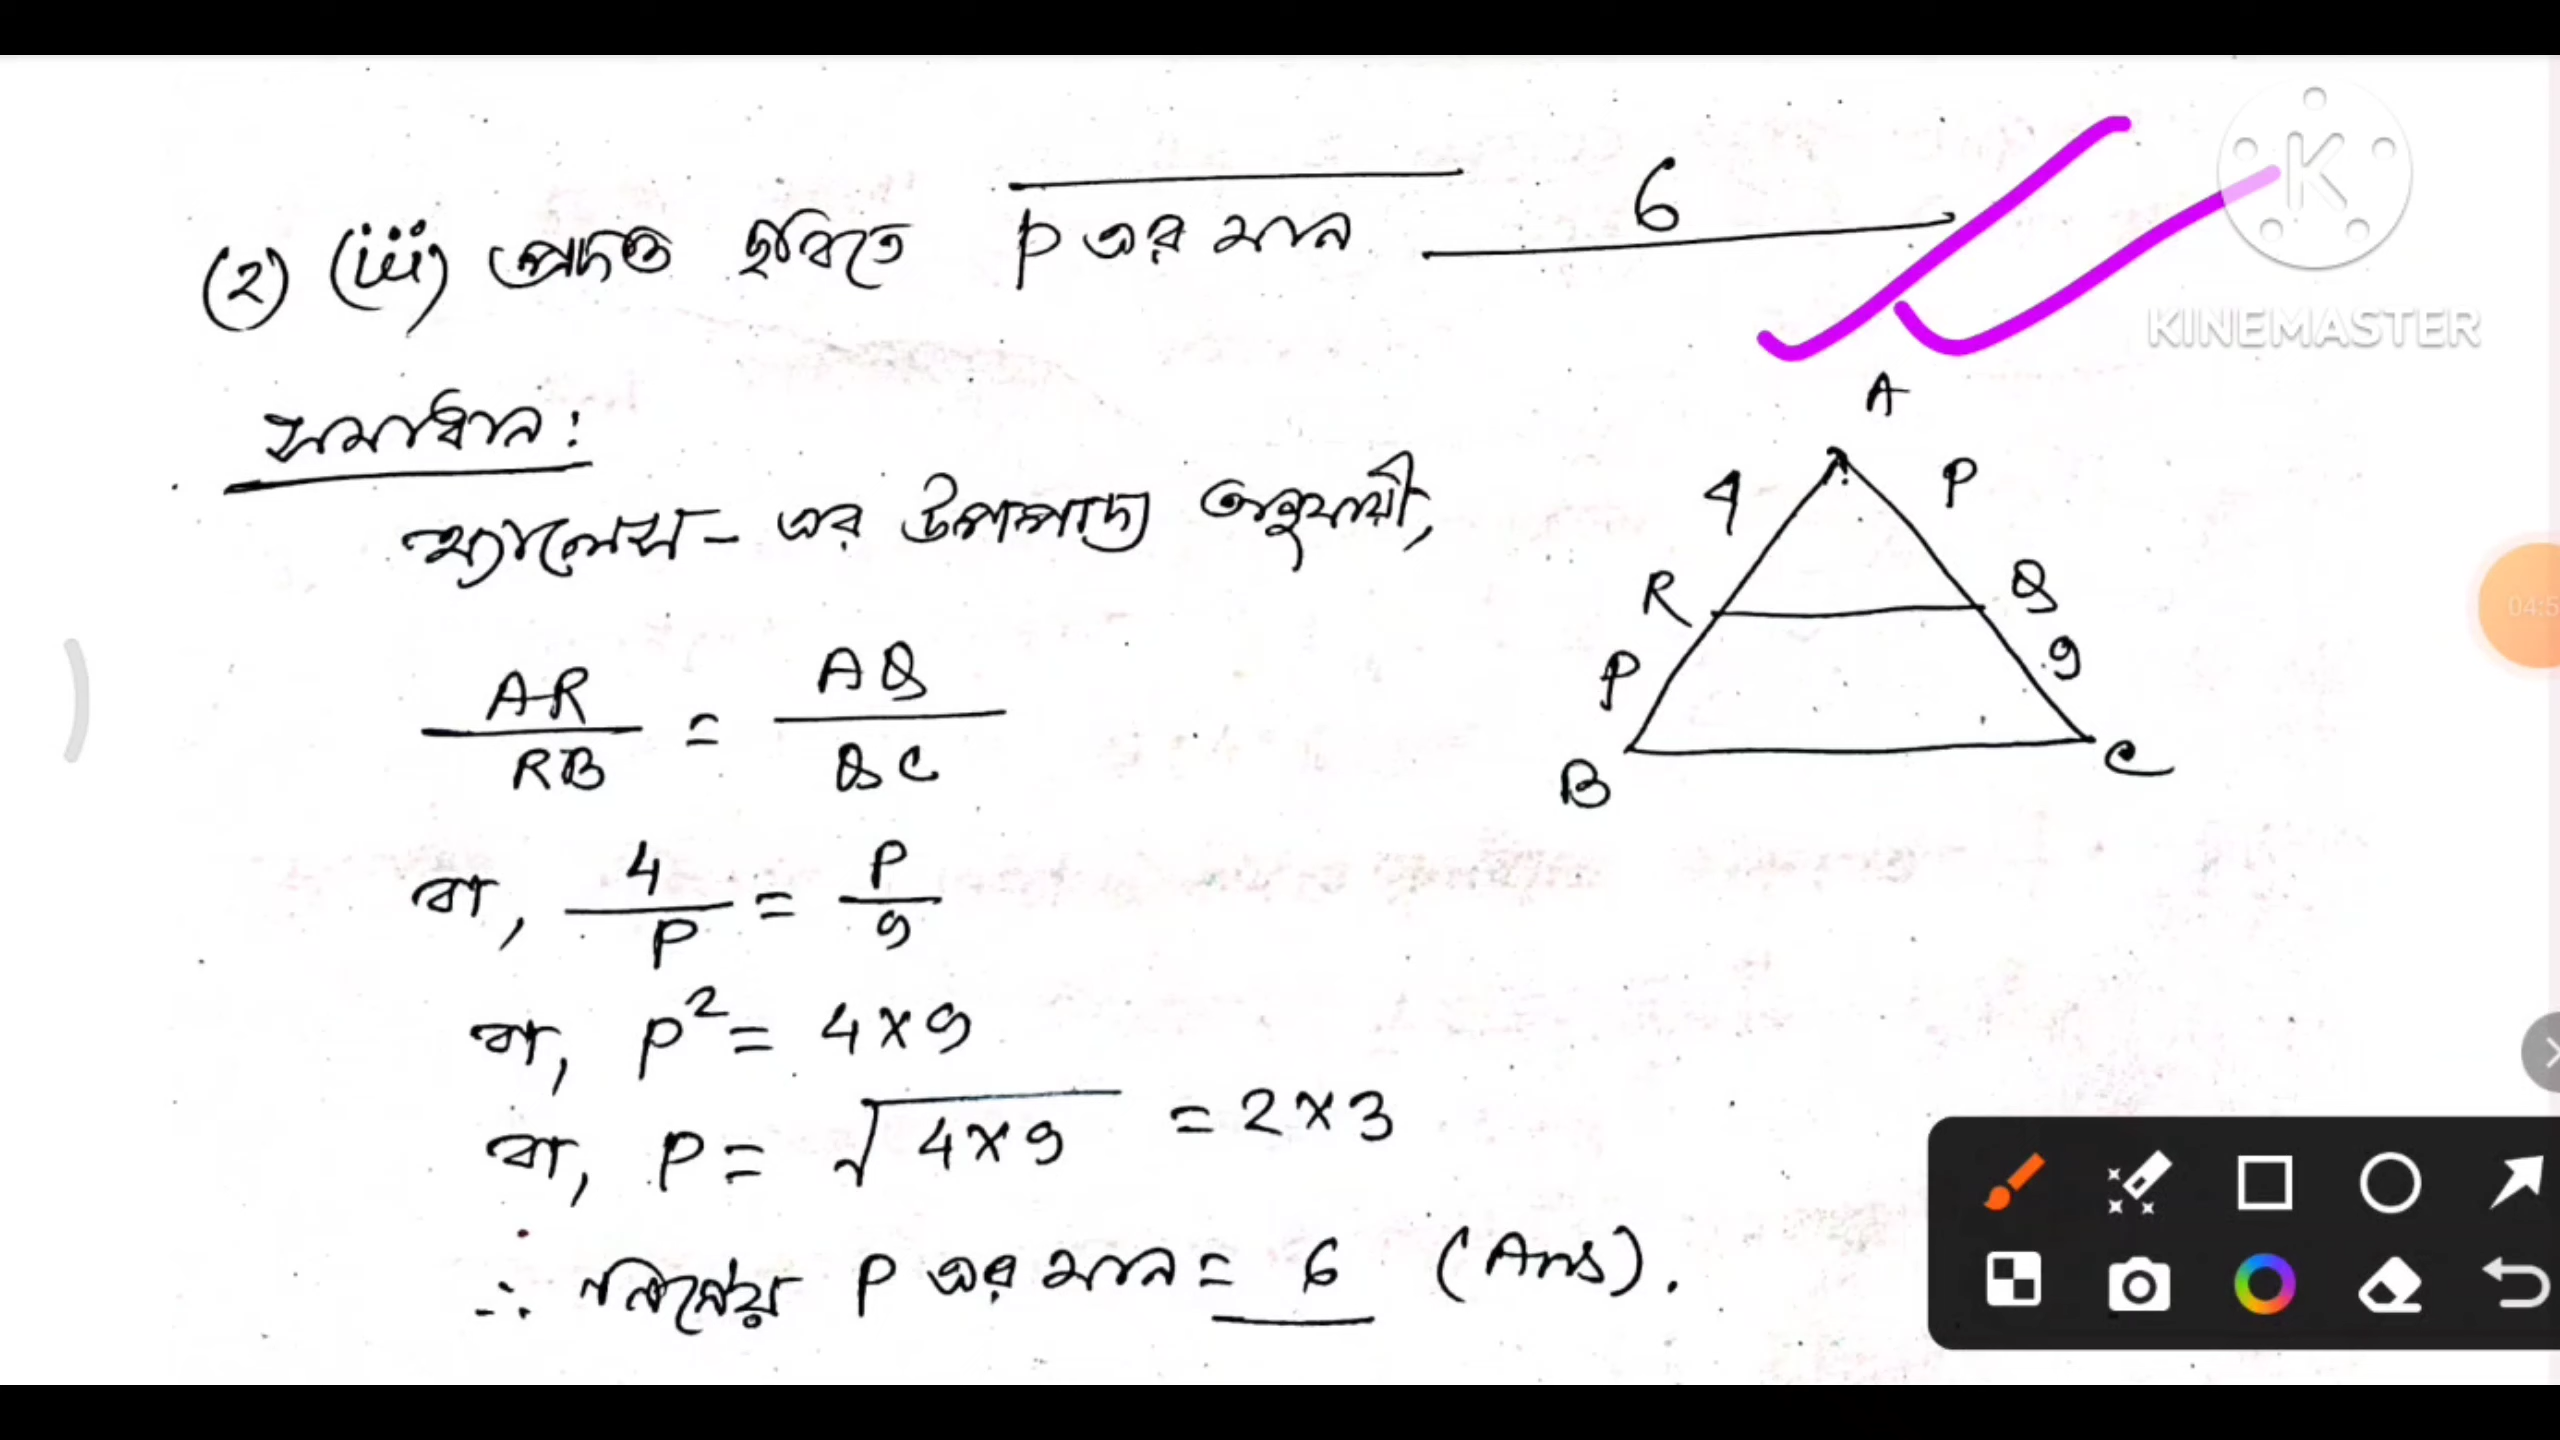 (2) (iii) প্রদত্ত ছবিতে p এর মান 6
KINEMASTER
সমাধান:
থ্যালেস-এর উপপাদ্য অনুযায়ী,
A
4 P
R Q
P 9
B C
AR/RB = AQ/QC
বা, 4/P = P/9
বা, p² = 4×9
বা, P = √4×9 = 2×3
∴ নির্ণেয় P এর মান = 6 (Ans).